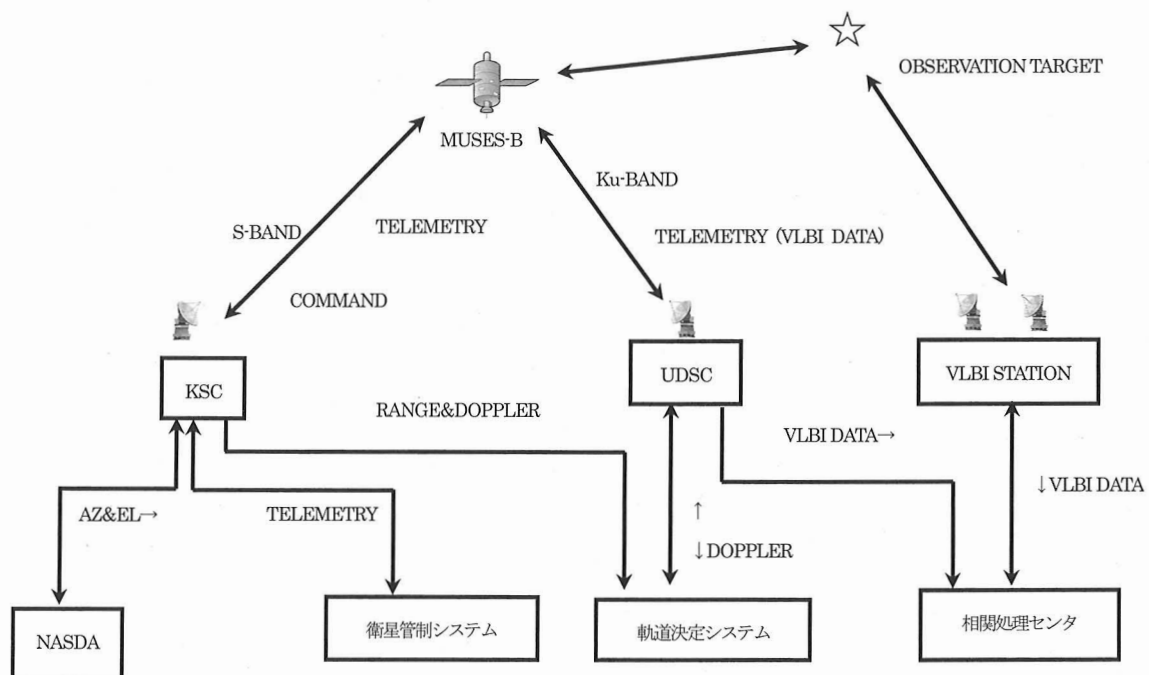 OBSERVATION TARGET
MUSES-B
Ku-BAND
S-BAND
TELEMETRY
TELEMETRY (VLBI DATA)
COMMAND
KSC
UDSC
VLBI STATION
RANGE&DOPPLER
VLBI DATA→
AZ&EL→
TELEMETRY
↑
↓DOPPLER
↓VLBI DATA
NASDA
衛星管制システム
軌道決定システム
相関処理センタ